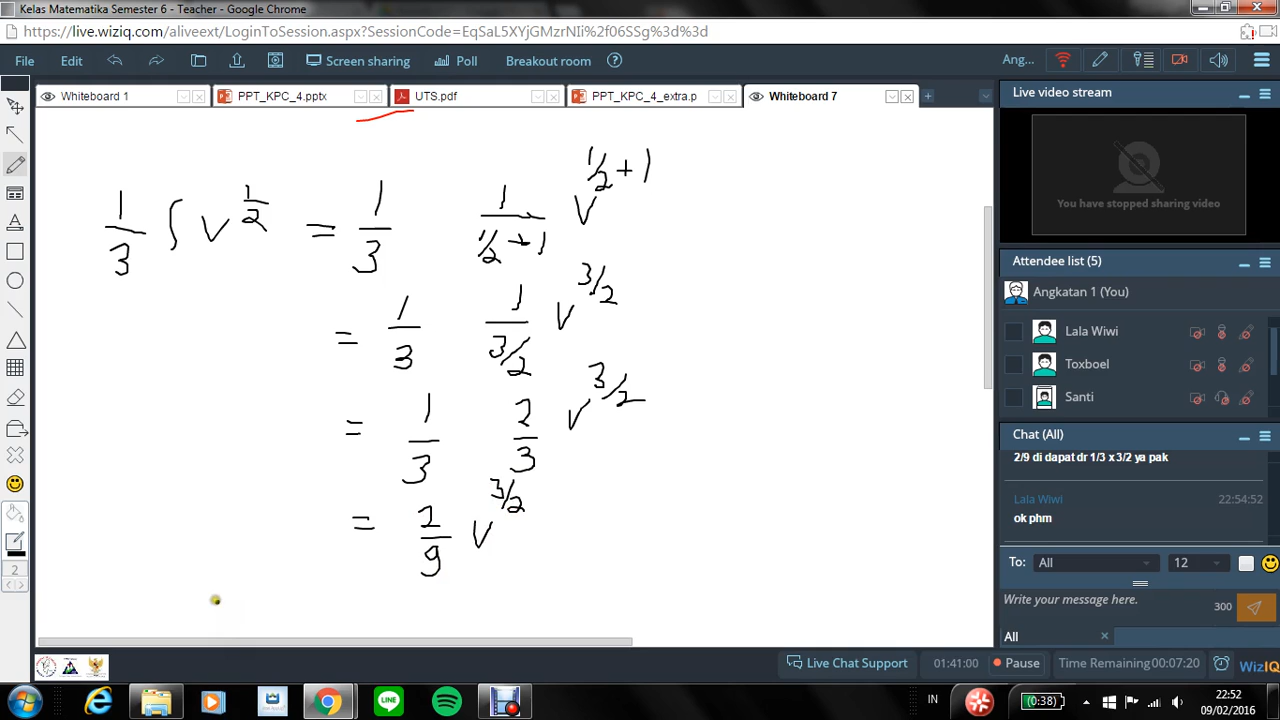 Kelas Matematika Semester 6 - Teacher - Google Chrome
https://live.wiziq.com/aliveext/LoginToSession.aspx?SessionCode=EqSaL5XYjGMzrNIi%2f06SSg%3d%3d
File Edit Screen sharing Poll Breakout room ? Ang...
Whiteboard 1 PPT_KPC_4.pptx UTS.pdf PPT_KPC_4_extra.p Whiteboard 7 +
Live video stream
You have stopped sharing video
Attendee list (5)
Angkatan 1 (You)
Lala Wiwi
Toxboel
Santi
Chat (All)
2/9 di dapat dr 1/3 x 3/2 ya pak
Lala Wiwi 22:54:52
ok phm
To: All 12
Write your message here. 300
All
1/3 ∫ v^1/2 = 1/3 1/(1/2 + 1) v^1/2 + 1
= 1/3 1/(3/2) v^3/2
= 1/3 2/3 v^3/2
= 2/9 v^3/2
A
2
Live Chat Support 01:41:00 Pause Time Remaining 00:07:20 WizIQ
LINE IN (0:38) 22:52
09/02/2016